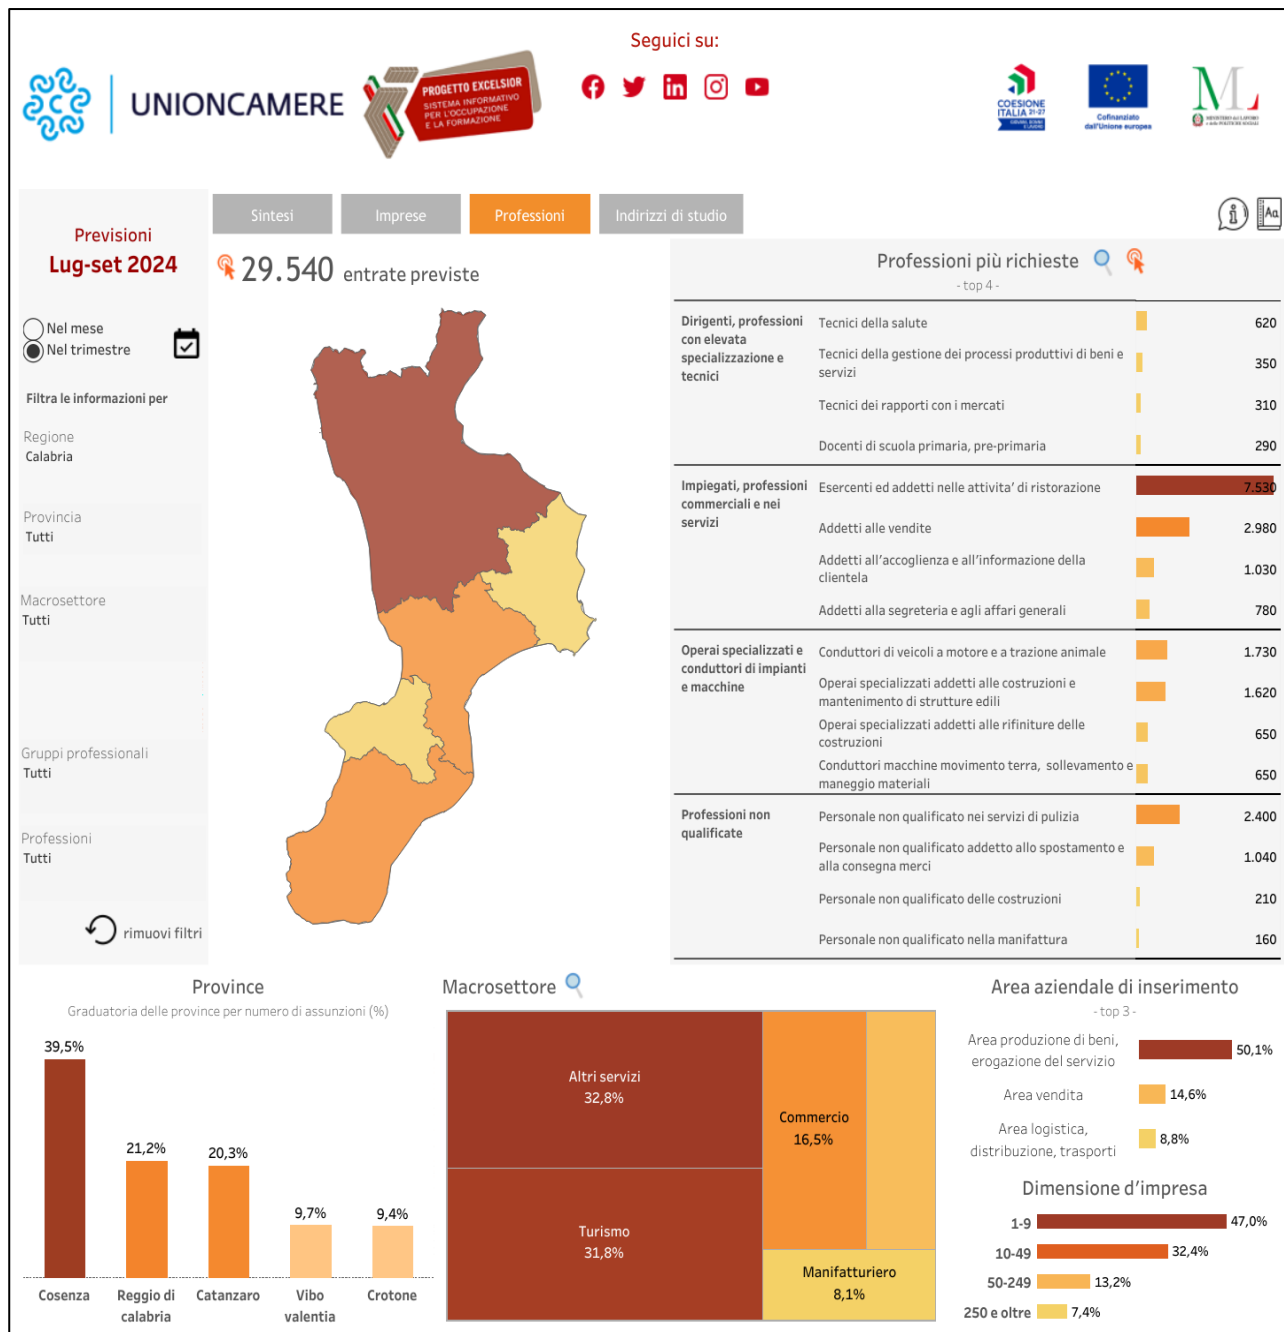 Seguici su:
UNIONCAMERE
PROGETTO EXCELSIOR
SISTEMA INFORMATIVO
PER L'OCCUPAZIONE
E LA FORMAZIONE
COESIONE
ITALIA 21-27
Cofinanziato
dall'Unione europea
ML
MINISTERO del LAVORO
e delle POLITICHE SOCIALI
Sintesi
Imprese
Professioni
Indirizzi di studio
Previsioni
Lug-set 2024
29.540 entrate previste
Nel mese
Nel trimestre
Filtra le informazioni per
Regione
Calabria
Provincia
Tutti
Macrosettore
Tutti
Gruppi professionali
Tutti
Professioni
Tutti
rimuovi filtri
Professioni più richieste
- top 4 -
Dirigenti, professioni
con elevata
specializzazione e
tecnici
Tecnici della salute 620
Tecnici della gestione dei processi produttivi di beni e
servizi 350
Tecnici dei rapporti con i mercati 310
Docenti di scuola primaria, pre-primaria 290
Impiegati, professioni
commerciali e nei
servizi
Esercenti ed addetti nelle attivita' di ristorazione 7.530
Addetti alle vendite 2.980
Addetti all'accoglienza e all'informazione della
clientela 1.030
Addetti alla segreteria e agli affari generali 780
Operai specializzati e
conduttori di impianti
e macchine
Conduttori di veicoli a motore e a trazione animale 1.730
Operai specializzati addetti alle costruzioni e
mantenimento di strutture edili 1.620
Operai specializzati addetti alle rifiniture delle
costruzioni 650
Conduttori macchine movimento terra, sollevamento e
maneggio materiali 650
Professioni non
qualificate
Personale non qualificato nei servizi di pulizia 2.400
Personale non qualificato addetto allo spostamento e
alla consegna merci 1.040
Personale non qualificato delle costruzioni 210
Personale non qualificato nella manifattura 160
Province
Graduatoria delle province per numero di assunzioni (%)
39,5%
21,2%
20,3%
9,7%
9,4%
Cosenza
Reggio di
calabria
Catanzaro
Vibo
valentia
Crotone
Macrosettore
Altri servizi
32,8%
Turismo
31,8%
Commercio
16,5%
Manifatturiero
8,1%
Area aziendale di inserimento
- top 3 -
Area produzione di beni,
erogazione del servizio
50,1%
Area vendita
14,6%
Area logistica,
distribuzione, trasporti
8,8%
Dimensione d'impresa
1-9 47,0%
10-49 32,4%
50-249 13,2%
250 e oltre 7,4%